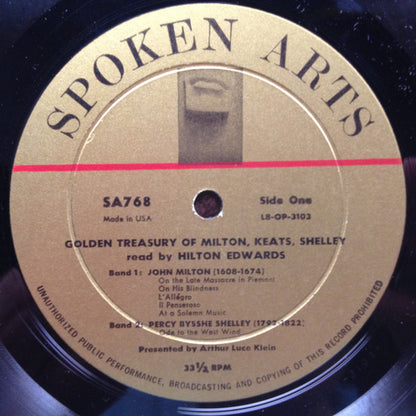 SPOKEN ARTS
SA768
Side One
Made in USA
L8-OP-3103
GOLDEN TREASURY OF MILTON, KEATS, SHELLEY
read by HILTON EDWARDS
Band 1: JOHN MILTON (1608-1674)
On the Late Massacre in Piemont
On His Blindness
L'Allégro
Il Penseroso
At a Solemn Music
Band 2: PERCY BYSSHE SHELLEY (1792-1822)
Ode to the West Wind
Presented by Arthur Luce Klein
33⅓ RPM
UNAUTHORIZED PUBLIC PERFORMANCE, BROADCASTING AND COPYING OF THIS RECORD PROHIBITED